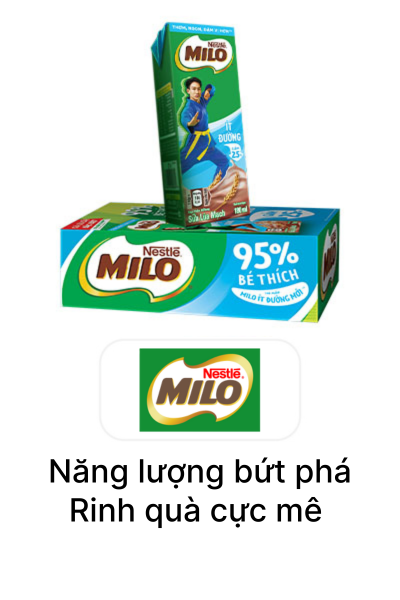 Nestlé
MILO
ÍT
ĐƯỜNG
Sữa Lúa Mạch
Nestlé
MILO
95%
BÉ THÍCH
MILO ÍT ĐƯỜNG MỚI
Nestlé
MILO
Năng lượng bứt phá
Rinh quà cực mê